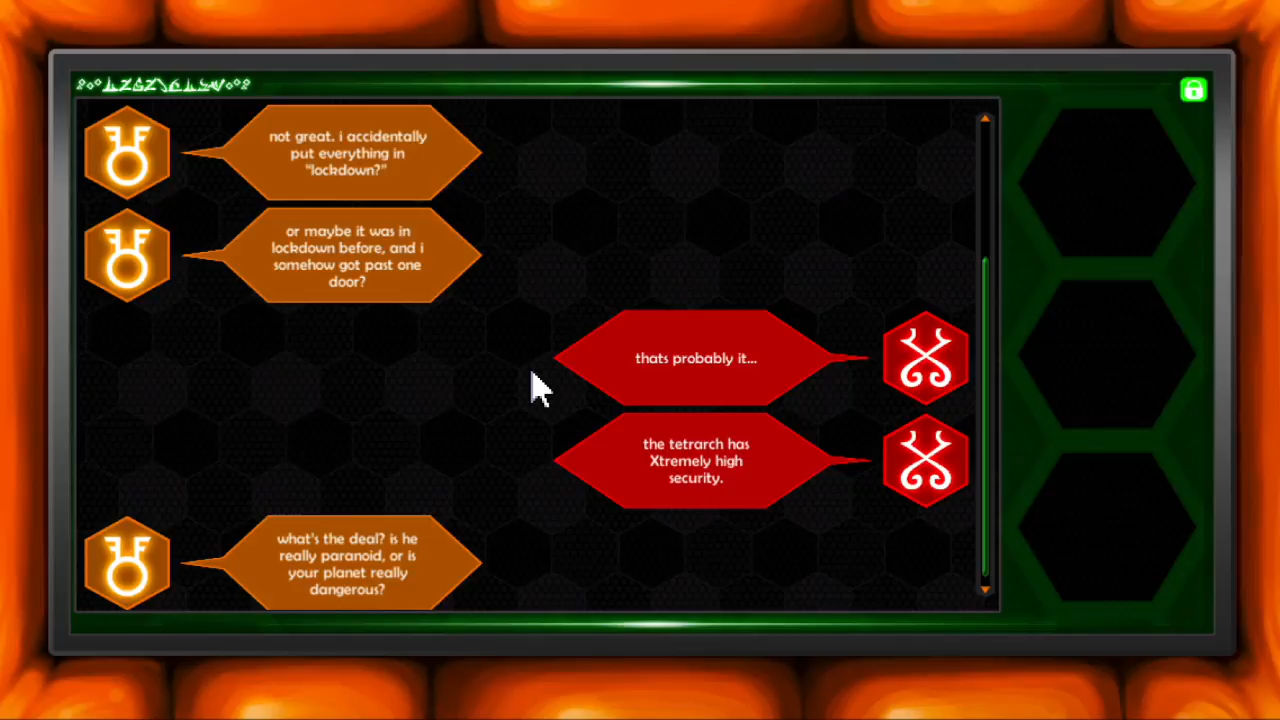 not great. i accidentally
put everything in
"lockdown?"
or maybe it was in
lockdown before, and i
somehow got past one
door?
thats probably it...
the tetrarch has
Xtremely high
security.
what's the deal? is he
really paranoid, or is
your planet really
dangerous?